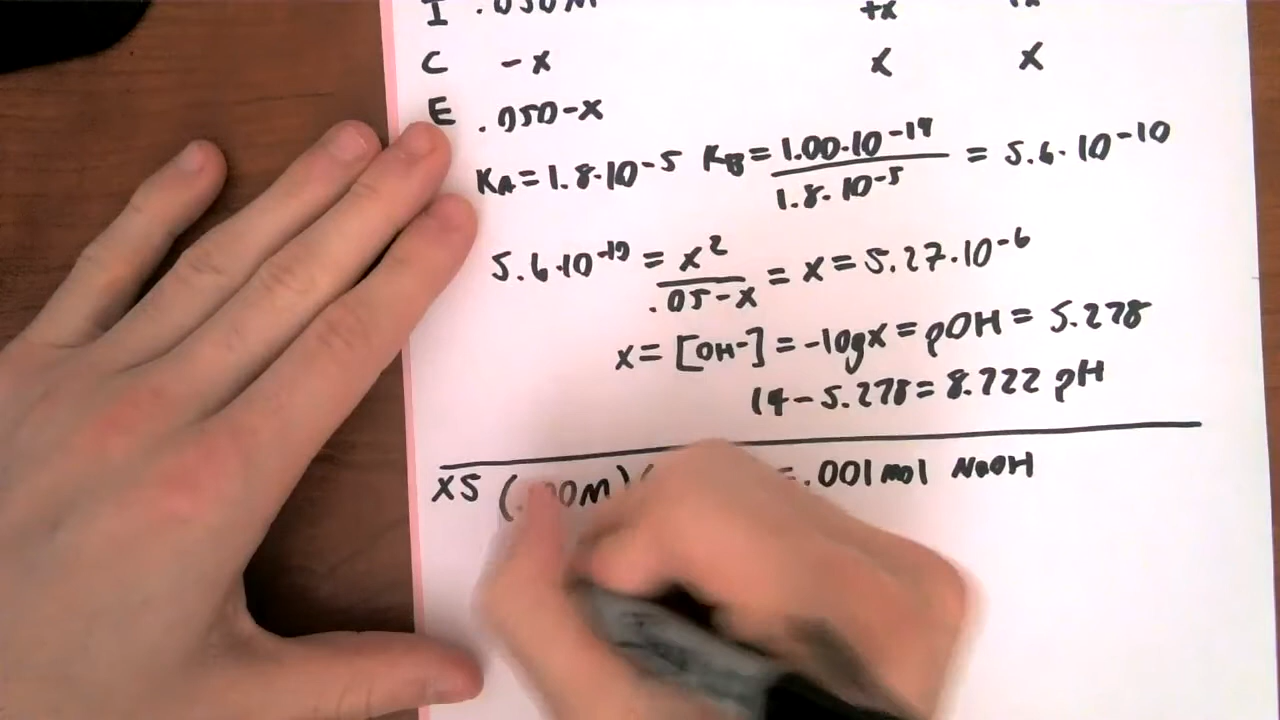 I .050M +x +x
C -x x x
E .050-x
KA=1.8·10-5 KB= 1.00·10-14 / 1.8·10-5 = 5.6·10-10
5.6·10-10 = x2 / .05-x = x=5.27·10-6
x= [OH-] = -logx = pOH = 5.278
14-5.278= 8.722 pH
XS ( .001 mol NaOH